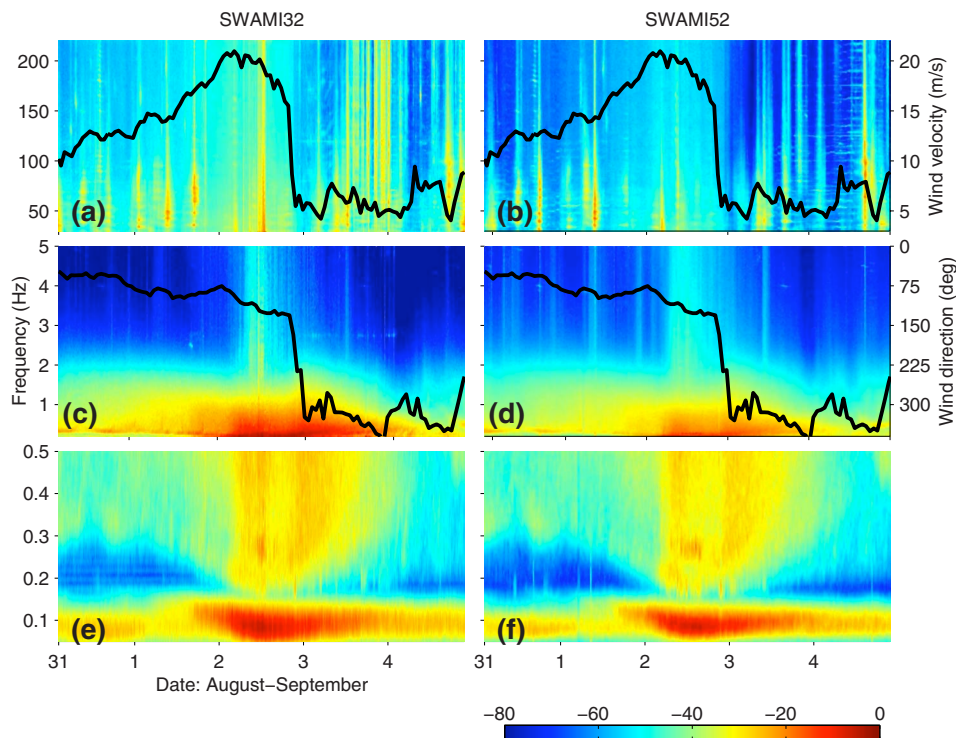 SWAMI32 SWAMI52
200 150 100 50
(a) (b)
20 15 10 5
Wind velocity (m/s)
5 4 3 2 1
Frequency (Hz)
(c) (d)
0 75 150 225 300
Wind direction (deg)
0.5 0.4 0.3 0.2 0.1
(e) (f)
31 1 2 3 4
31 1 2 3 4
Date: August−September
−80 −60 −40 −20 0